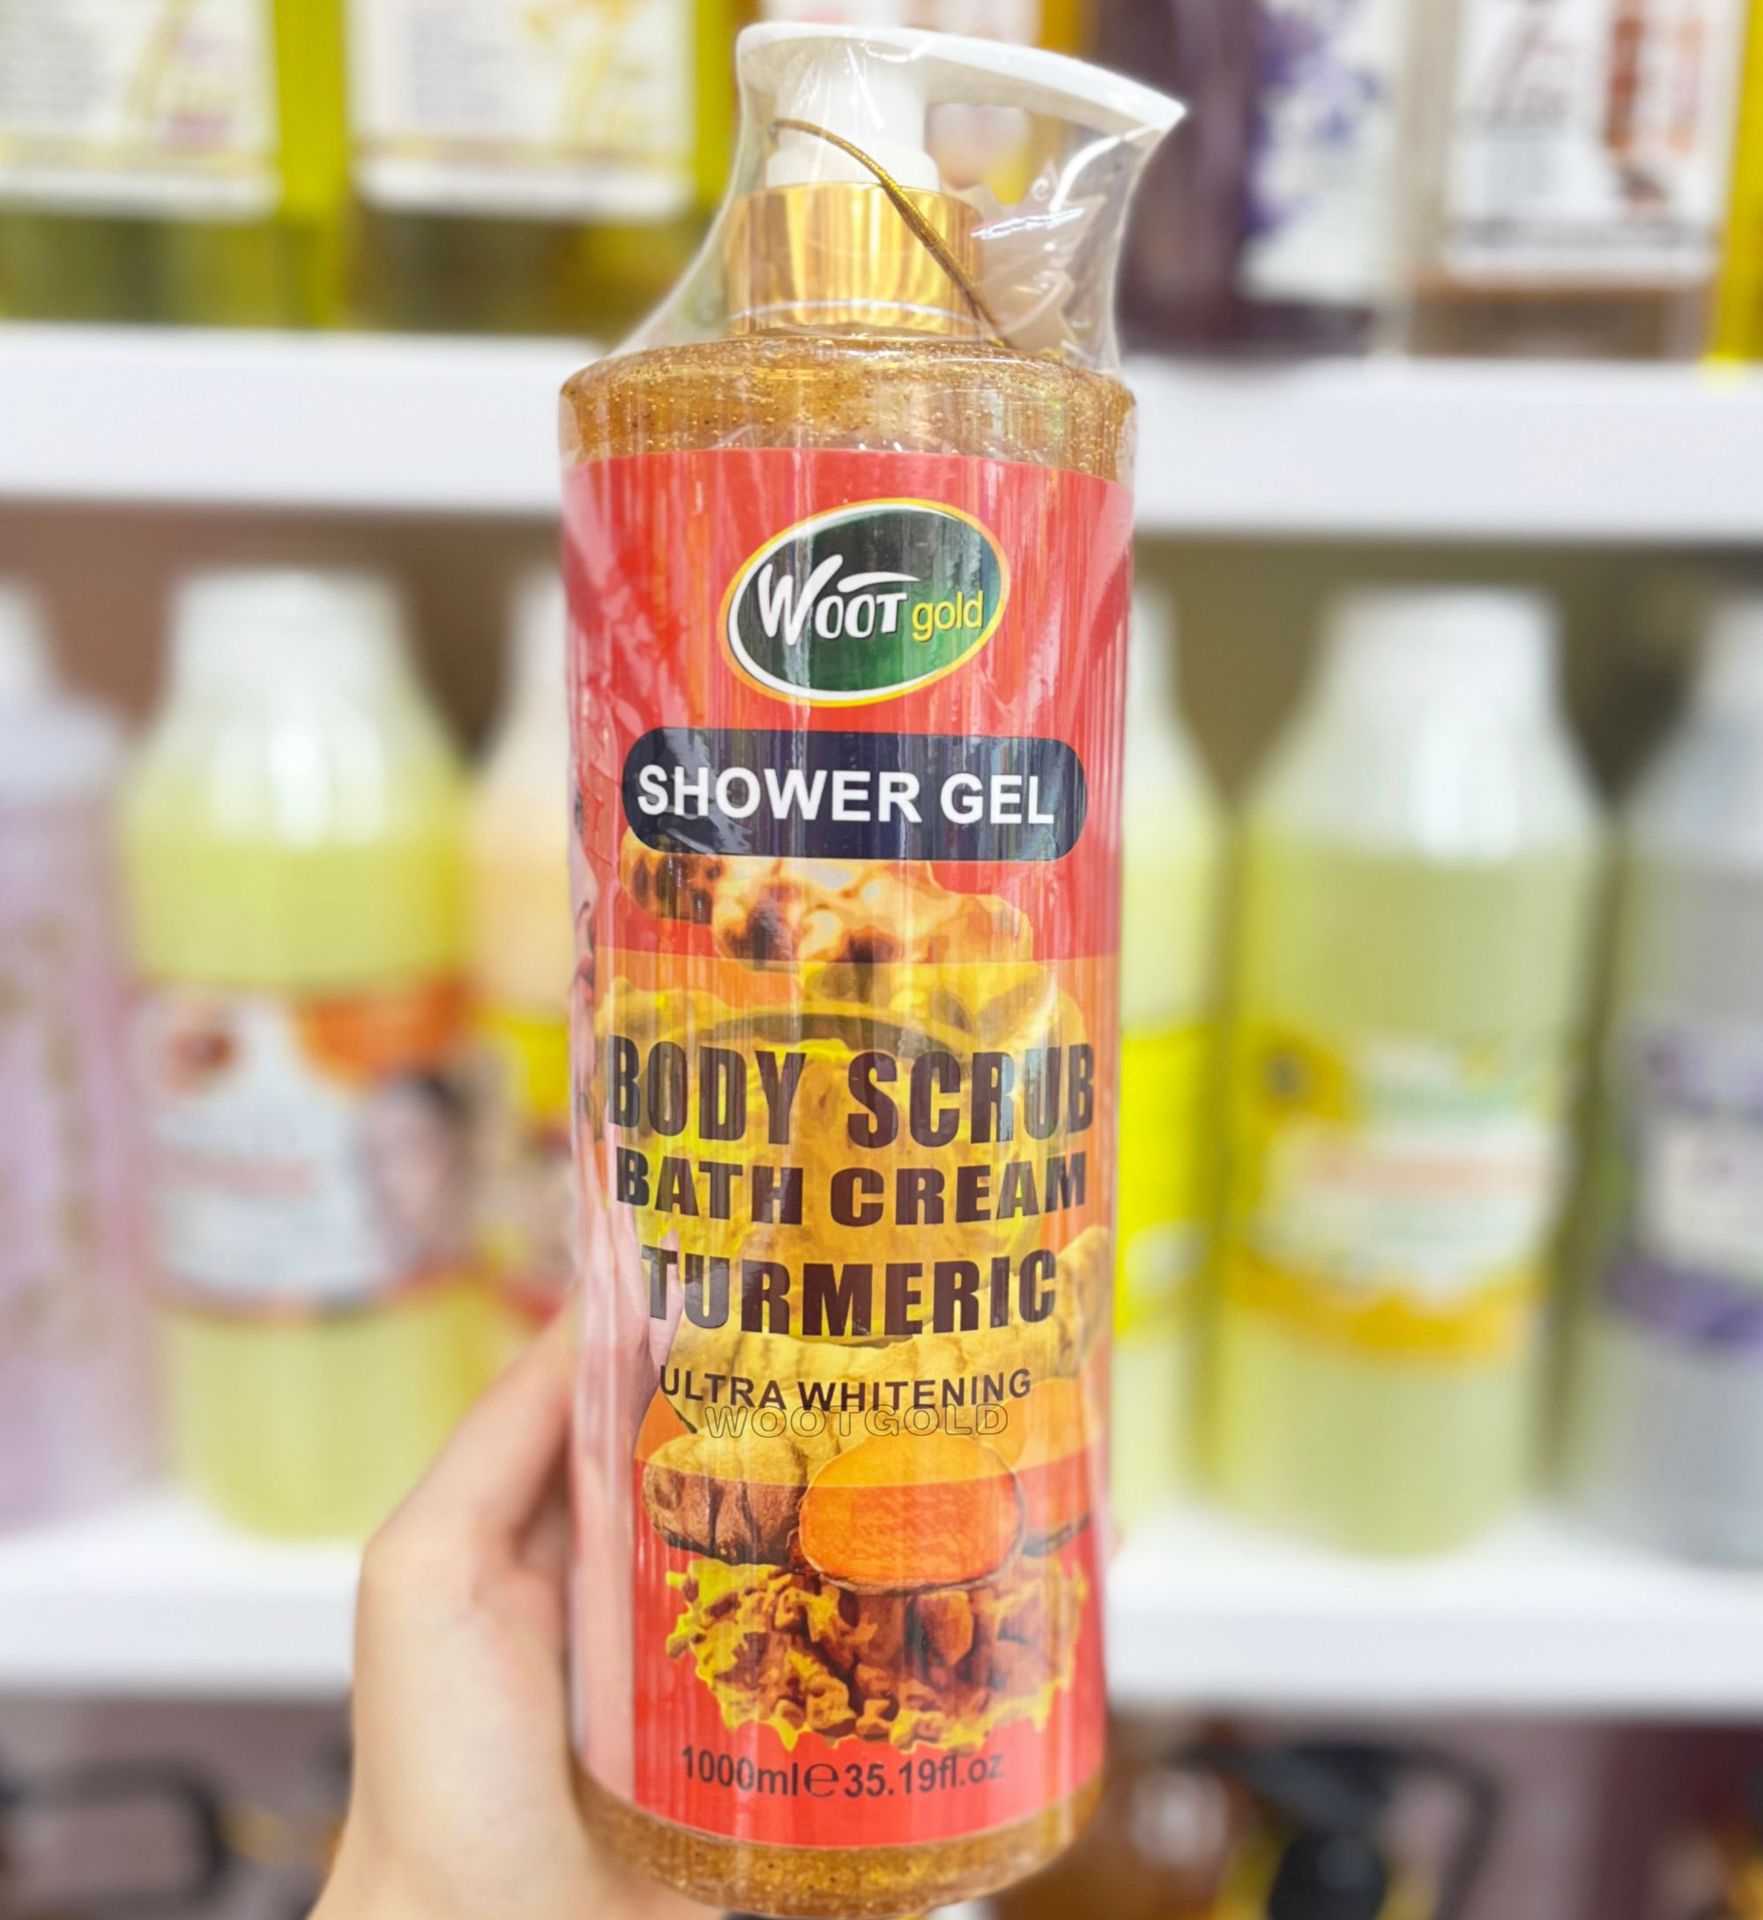 WOOT gold
SHOWER GEL
BODY SCRUB
BATH CREAM
TURMERIC
ULTRA WHITENING
WOOTGOLD
1000ml℮35.19fl.oz